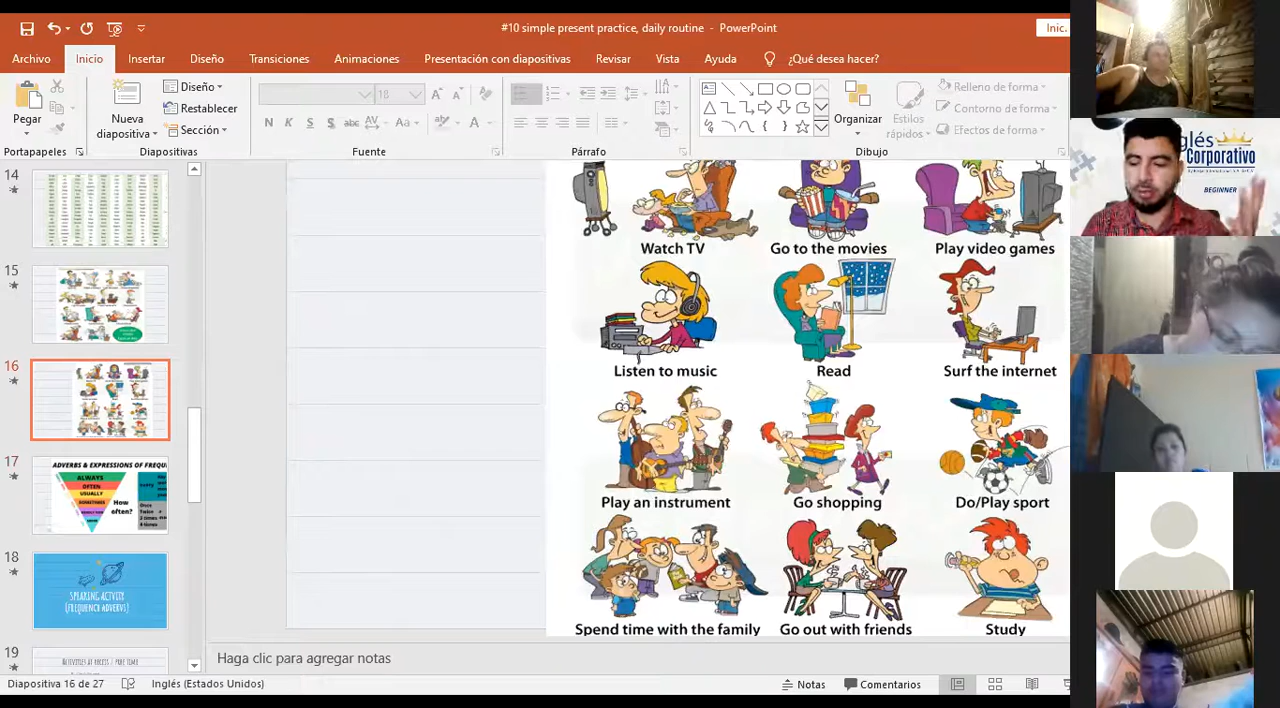 #10 simple present practice, daily routine - PowerPoint
Inic.
Archivo Inicio Insertar Diseño Transiciones Animaciones Presentación con diapositivas Revisar Vista Ayuda ¿Qué desea hacer?
Pegar
Nueva diapositiva
Diseño
Restablecer
Sección
18
N K S S abc AV Aa A
Organizar
Estilos rápidos
Relleno de forma
Contorno de forma
Efectos de forma
Portapapeles Diapositivas Fuente Párrafo Dibujo
14
15
16
17
ADVERBS & EXPRESSIONS OF FREQU
ALWAYS
OFTEN
USUALLY
SOMETIMES
How often?
18
SPEAKING ACTIVITY
(FREQUENCY ADVERBS)
19
Watch TV Go to the movies Play video games
Listen to music Read Surf the internet
Play an instrument Go shopping Do/Play sport
Spend time with the family Go out with friends Study
Haga clic para agregar notas
Diapositiva 16 de 27 Inglés (Estados Unidos) Notas Comentarios
glés
Corporativo
BEGINNER